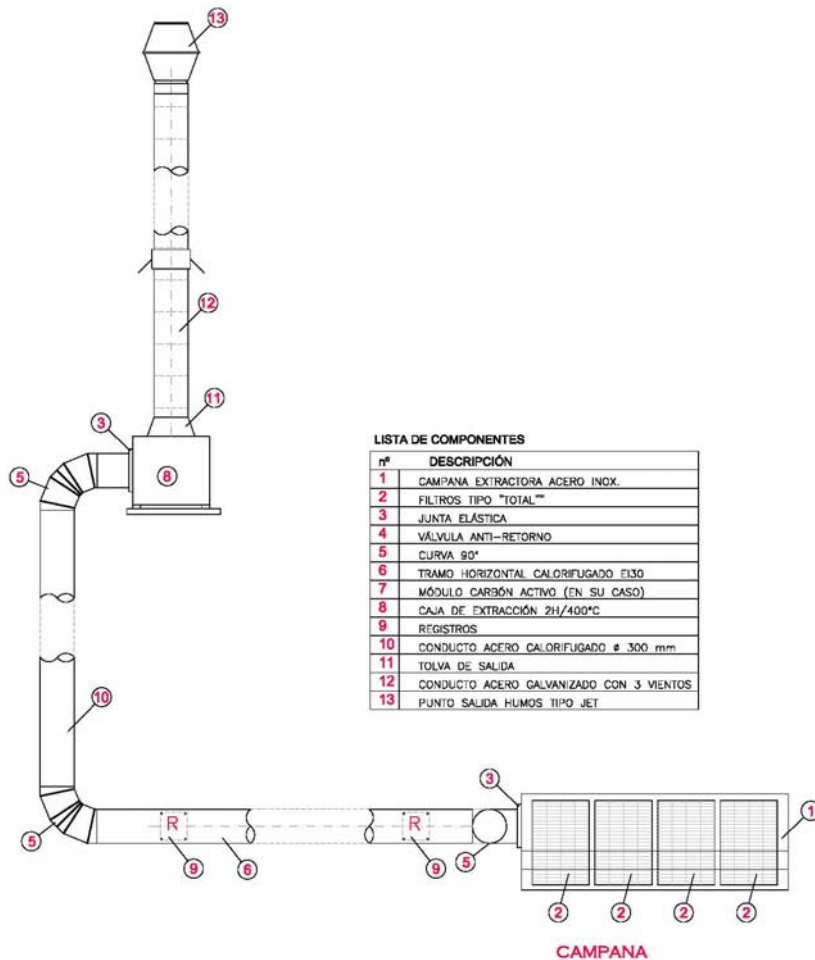 13
12
11
3
8
5
LISTA DE COMPONENTES
nº DESCRIPCIÓN
1 CAMPANA EXTRACTORA ACERO INOX.
2 FILTROS TIPO "TOTAL""
3 JUNTA ELÁSTICA
4 VÁLVULA ANTI-RETORNO
5 CURVA 90°
6 TRAMO HORIZONTAL CALORIFUGADO EI30
7 MÓDULO CARBÓN ACTIVO (EN SU CASO)
8 CAJA DE EXTRACCIÓN 2H/400°C
9 REGISTROS
10 CONDUCTO ACERO CALORIFUGADO ø 300 mm
11 TOLVA DE SALIDA
12 CONDUCTO ACERO GALVANIZADO CON 3 VIENTOS
13 PUNTO SALIDA HUMOS TIPO JET
10
3
1
R R
5 9 6 9 5
2 2 2 2
CAMPANA